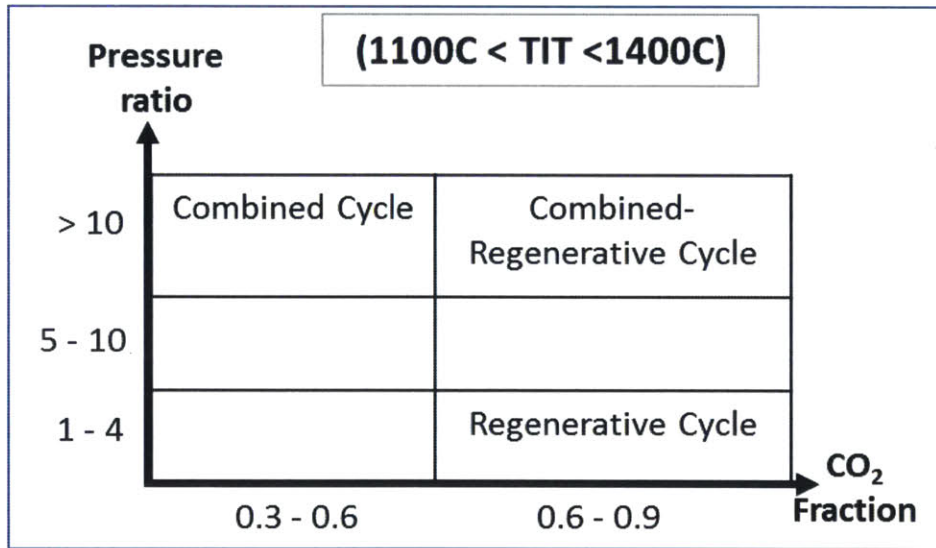 Pressure
ratio
(1100C < TIT <1400C)
> 10
Combined Cycle
Combined-
Regenerative Cycle
5 - 10
1 - 4
Regenerative Cycle
CO₂
Fraction
0.3 - 0.6
0.6 - 0.9